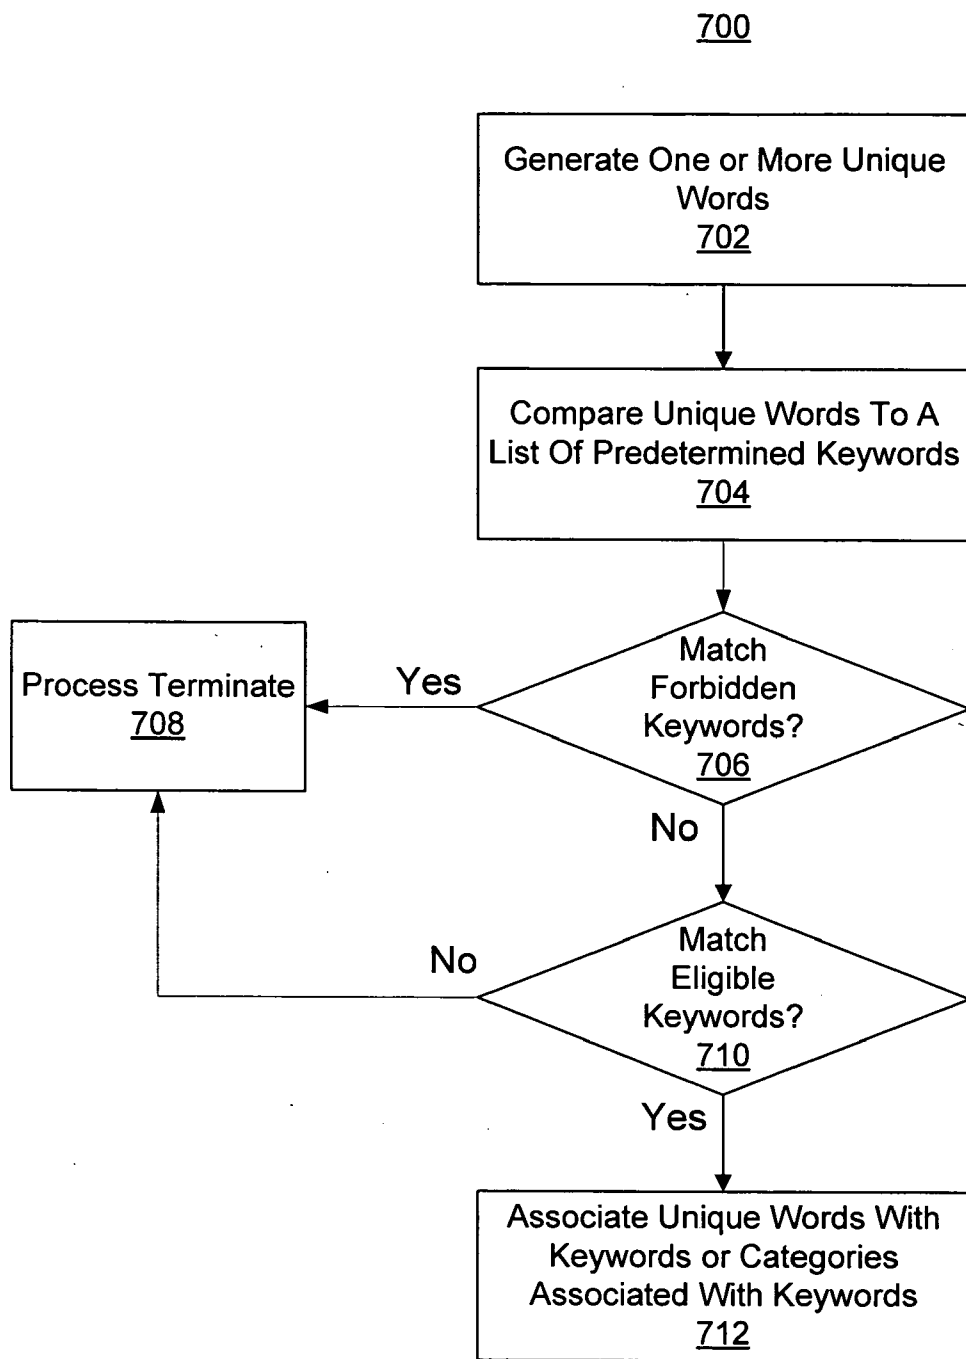 700
Generate One or More Unique
Words
702
Compare Unique Words To A
List Of Predetermined Keywords
704
Match
Forbidden
Keywords?
706
Yes
Process Terminate
708
No
Match
Eligible
Keywords?
710
No
Yes
Associate Unique Words With
Keywords or Categories
Associated With Keywords
712